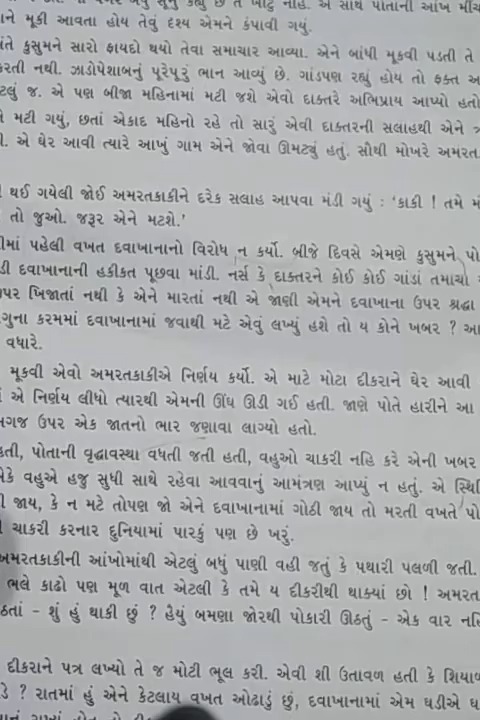 ાને મૂકી આવતા હોય તેવું દૃશ્ય એમને કંપાવી ગયું.
અંતે કુસુમને સારો ફાયદો થયો તેવા સમાચાર આવ્યા. એને બાંધી મૂકવી પડતી તે
કરતી નથી. ઝાડોપેશાબનું પૂરેપૂરું ભાન આવ્યું છે. ગાંડપણ રહ્યું હોય તો ફક્ત અ
ટલું જ. એ પણ બીજા મહિનામાં મટી જશે એવો દાક્તરે અભિપ્રાય આપ્યો હતો
મટી ગયું, છતાં એકાદ મહિનો રહે તો સારું એવી દાક્તરની સલાહથી એને ત્ર
ી. એ ઘેર આવી ત્યારે આખું ગામ એને જોવા ઊમટ્યું હતું. સૌથી મોખરે અમરત
થઈ ગયેલી જોઈ અમરતકાકીને દરેક સલાહ આપવા મંડી ગયું : ‘કાકી ! તમે મ
તો જુઓ. જરૂર એને મટશે.’
ીમાં પહેલી વખત દવાખાનાનો વિરોધ ન કર્યો. બીજે દિવસે એમણે કુસુમને પો
ડી દવાખાનાની હકીકત પૂછવા માંડી. નર્સ કે દાક્તરને કોઈ કોઈ ગાંડાં તમાચો
ઉપર ખિજાતાં નથી કે એને મારતાં નથી એ જાણી એમને દવાખાના ઉપર શ્રદ્ધા
ગુના કરમમાં દવાખાનામાં જવાથી મટે એવું લખ્યું હશે તો ય કોને ખબર ? આ
વધારે.
મૂકવી એવો અમરતકાકીએ નિર્ણય કર્યો. એ માટે મોટા દીકરાને ઘેર આવી
એ નિર્ણય લીધો ત્યારથી એમની ઊંઘ ઊડી ગઈ હતી. જાણે પોતે હારીને આ
મગજ ઉપર એક જાતનો ભાર જણાવા લાગ્યો હતો.
હતી, પોતાની વૃદ્ધાવસ્થા વધતી જતી હતી, વહુઓ ચાકરી નહિ કરે એની ખબર
એકે વહુએ હજુ સુધી સાથે રહેવા આવવાનું આમંત્રણ આપ્યું ન હતું. એ સ્થિ
ી જાય, કે ન મટે તોપણ જો એને દવાખાનામાં ગોઠી જાય તો મરતી વખતે પો
ી ચાકરી કરનાર દુનિયામાં પારકું પણ છે ખરું.
અમરતકાકીની આંખોમાંથી એટલું બધું પાણી વહી જતું કે પથારી પલળી જતી.
ભલે કાઢો પણ મૂળ વાત એટલી કે તમે ય દીકરીથી થાક્યાં છો ! અમરત
ઠતાં – શું હું થાકી છું ? હૈયું બમણા જોરથી પોકારી ઊઠતું – એક વાર નહિ
દીકરાને પત્ર લખ્યો તે જ મોટી ભૂલ કરી. એવી શી ઉતાવળ હતી કે શિયાળ
ડે ? રાતમાં હું એને કેટલાય વખત ઓઢાડું છું, દવાખાનામાં એમ ઘડીએ ઘ